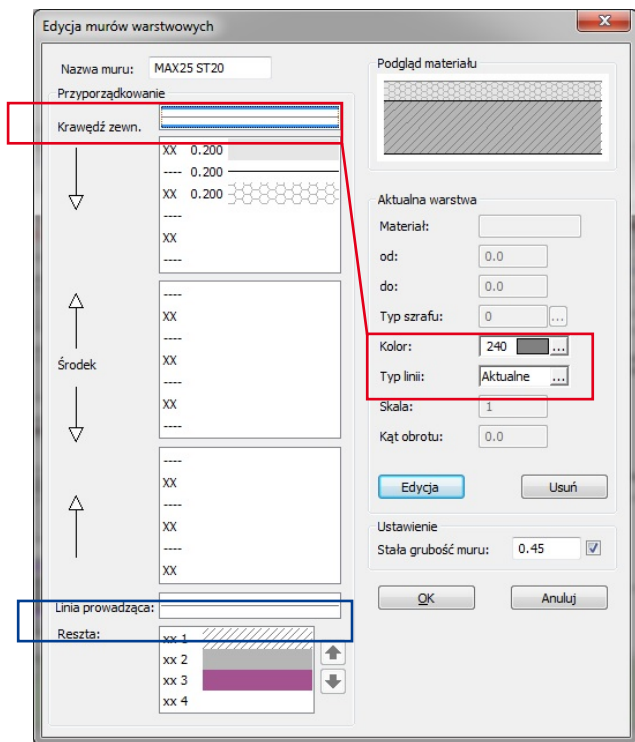 Edycja murów warstwowych
Nazwa muru: MAX25 ST20
Przyporządkowanie
Krawędź zewn.
XX 0.200
---- 0.200
XX 0.200
----
XX
----
----
XX
----
Środek
XX
----
XX
----
----
XX
----
XX
----
XX
Linia prowadząca:
Reszta:
xx 1
xx 2
xx 3
xx 4
Podgląd materiału
Aktualna warstwa
Materiał:
od: 0.0
do: 0.0
Typ szrafu: 0 ...
Kolor: 240 ...
Typ linii: Aktualne ...
Skala: 1
Kąt obrotu: 0.0
Edycja Usuń
Ustawienie
Stała grubość muru: 0.45
OK Anuluj